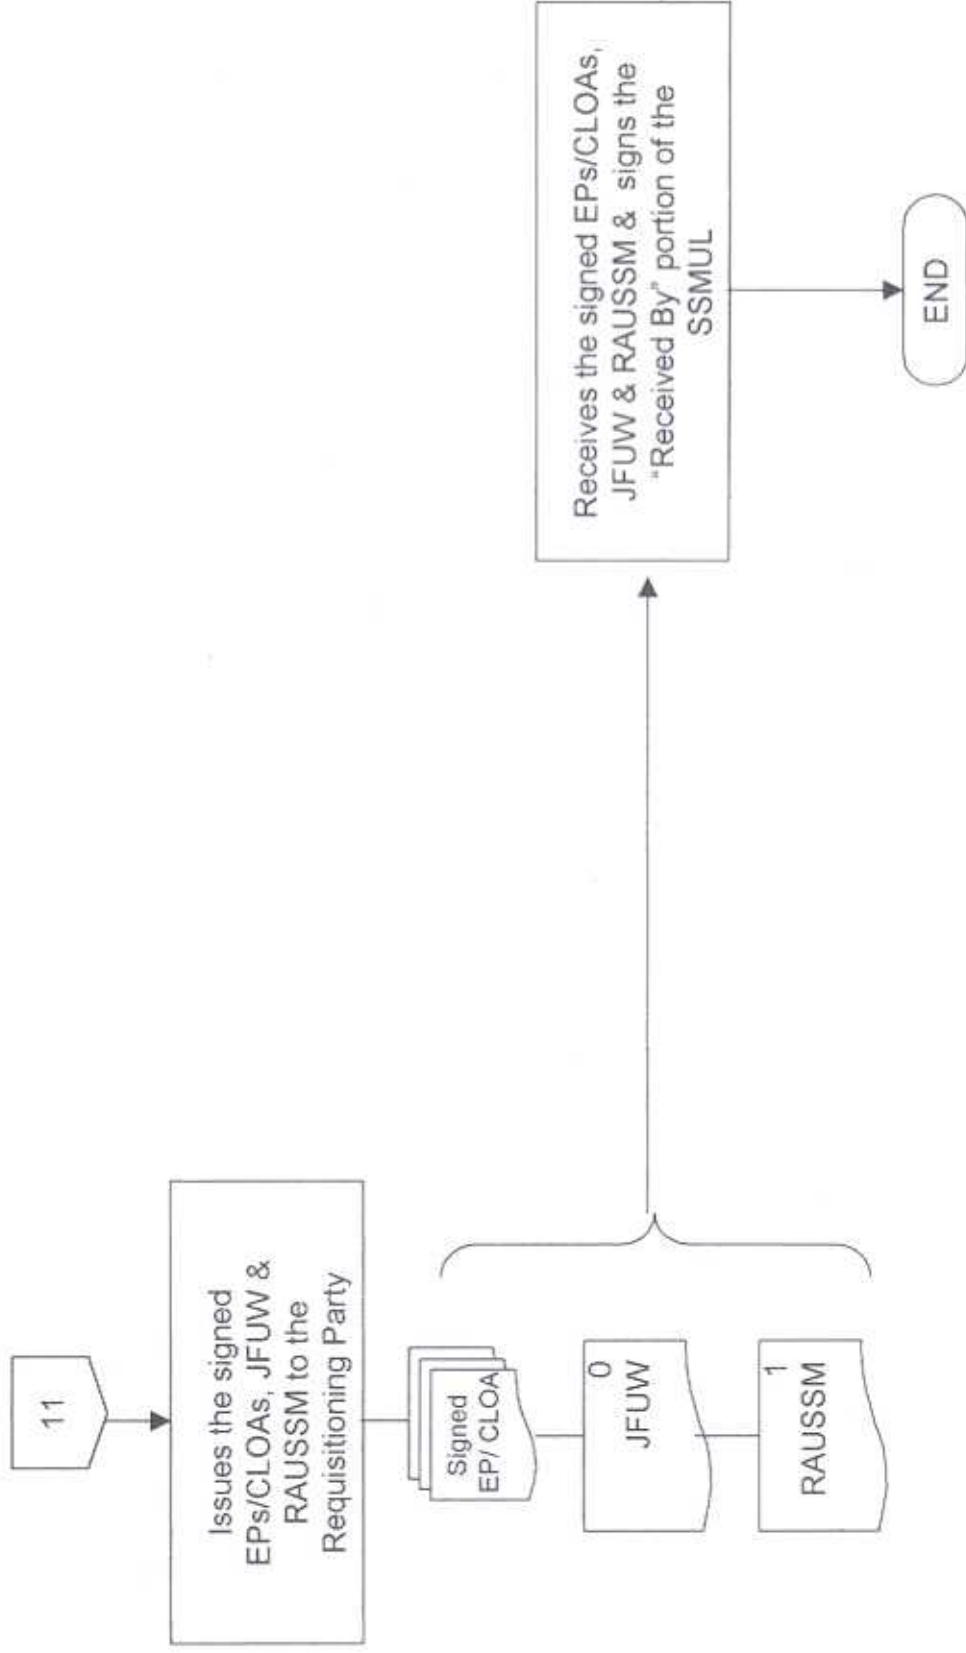 11
Issues the signed
EPs/CLOAs, JFUW &
RAUSSM to the
Requisitioning Party
Signed
EP/ CLOA
0
JFUW
1
RAUSSM
Receives the signed EPs/CLOAs,
JFUW & RAUSSM & signs the
"Received By" portion of the
SSMUL
END